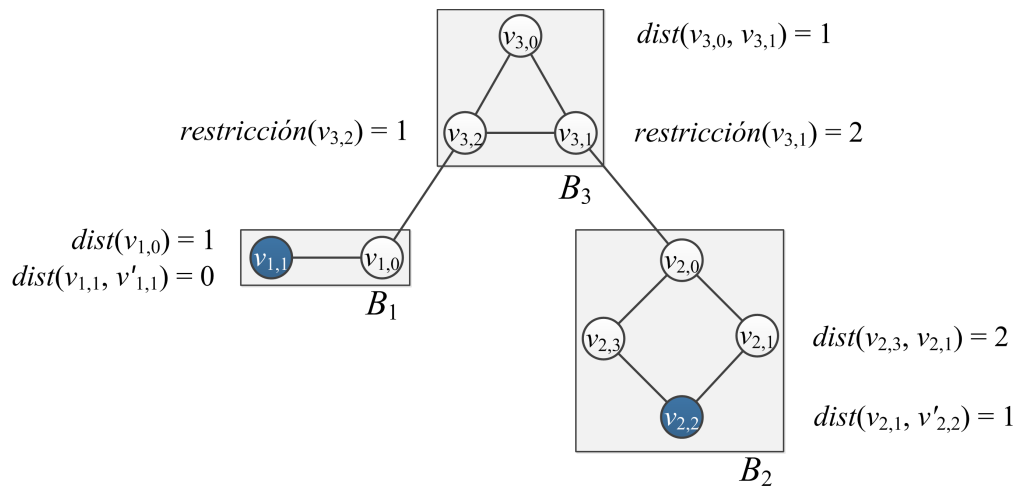 v3,0
dist(v3,0, v3,1) = 1
restricción(v3,2) = 1
v3,2
v3,1
restricción(v3,1) = 2
B3
dist(v1,0) = 1
dist(v1,1, v'1,1) = 0
v1,1
v1,0
B1
v2,0
v2,3
v2,1
dist(v2,3, v2,1) = 2
v2,2
dist(v2,1, v'2,2) = 1
B2